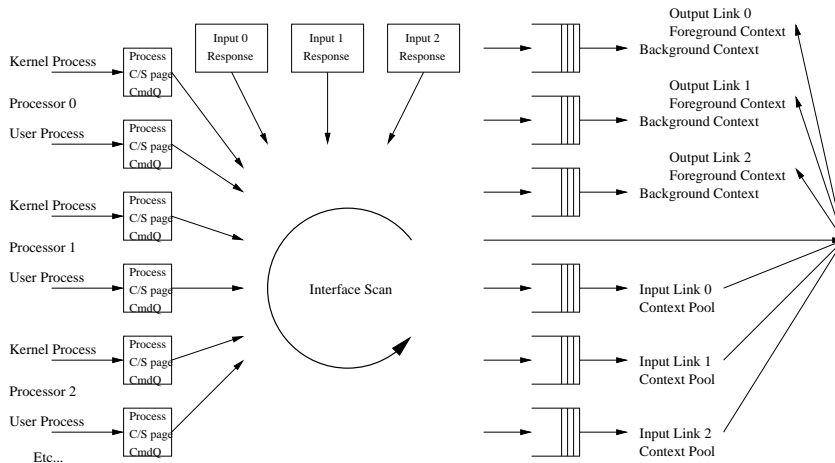 Kernel Process
Process
C/S page
CmdQ
Processor 0
User Process
Process
C/S page
CmdQ
Kernel Process
Process
C/S page
CmdQ
Processor 1
User Process
Process
C/S page
CmdQ
Kernel Process
Process
C/S page
CmdQ
Processor 2
User Process
Process
C/S page
CmdQ
Etc...
Input 0
Response
Input 1
Response
Input 2
Response
Interface Scan
Output Link 0
Foreground Context
Background Context
Output Link 1
Foreground Context
Background Context
Output Link 2
Foreground Context
Background Context
Input Link 0
Context Pool
Input Link 1
Context Pool
Input Link 2
Context Pool